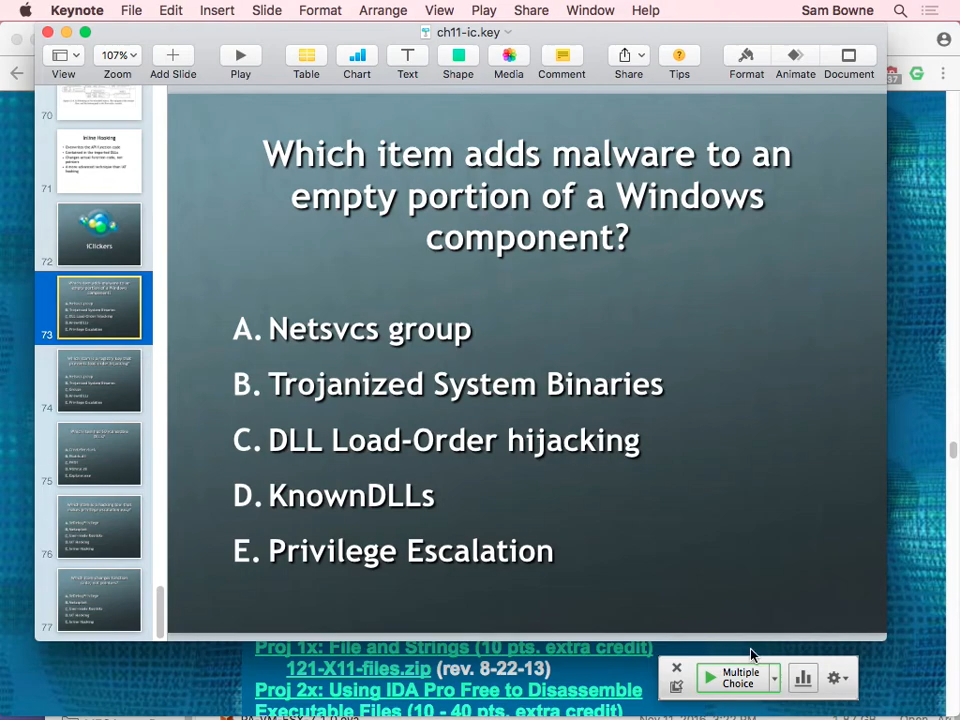 Keynote File Edit Insert Slide Format Arrange View Play Share Window Help Sam Bowne
ch11-ic.key
107%
View Zoom Add Slide Play Table Chart Text Shape Media Comment Share Tips Format Animate Document
37
70
Inline Hooking
71
iClickers
72
73
74
75
76
77
Which item adds malware to an
empty portion of a Windows
component?
A. Netsvcs group
B. Trojanized System Binaries
C. DLL Load-Order hijacking
D. KnownDLLs
E. Privilege Escalation
Proj 1x: File and Strings (10 pts. extra credit)
121-X11-files.zip (rev. 8-22-13)
Proj 2x: Using IDA Pro Free to Disassemble
Executable Files (10 - 40 pts. extra credit)
Multiple
Choice